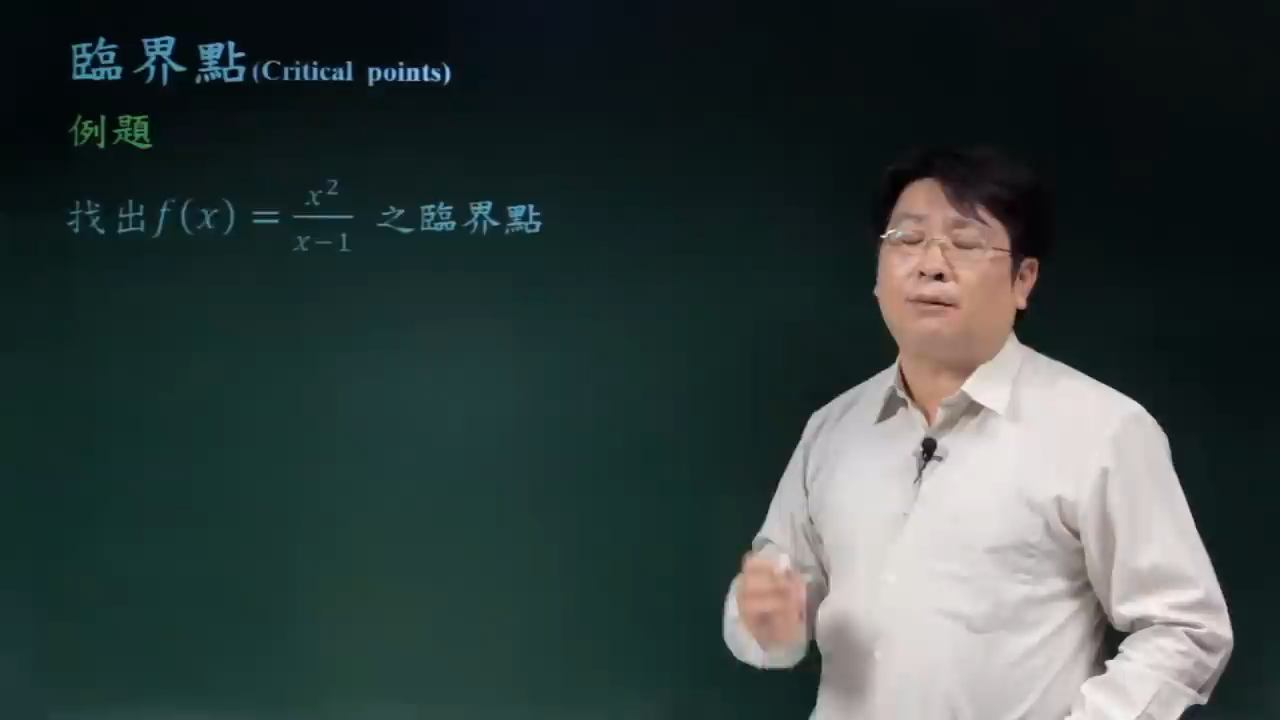 臨界點(Critical points)
例題
找出f(x) = x²/(x−1) 之臨界點